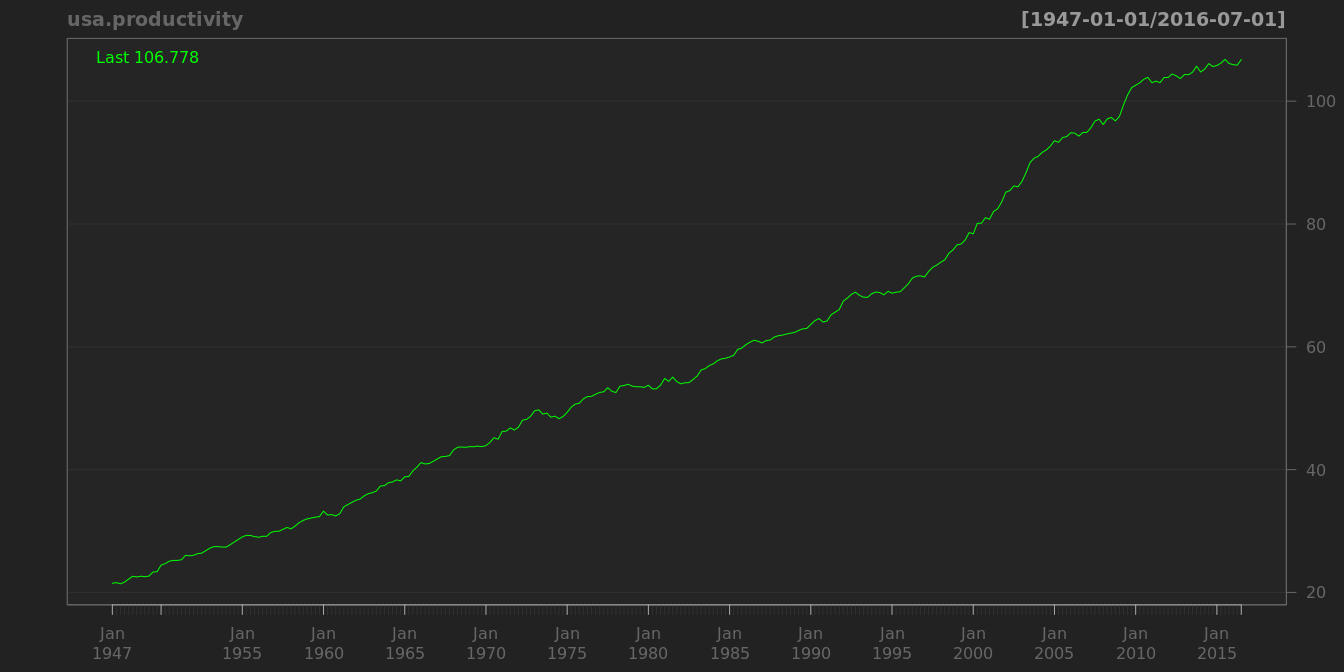 usa.productivity [1947-01-01/2016-07-01]
Last 106.778
100
80
60
40
20
Jan Jan Jan Jan Jan Jan Jan Jan Jan Jan Jan Jan Jan Jan
1947 1955 1960 1965 1970 1975 1980 1985 1990 1995 2000 2005 2010 2015